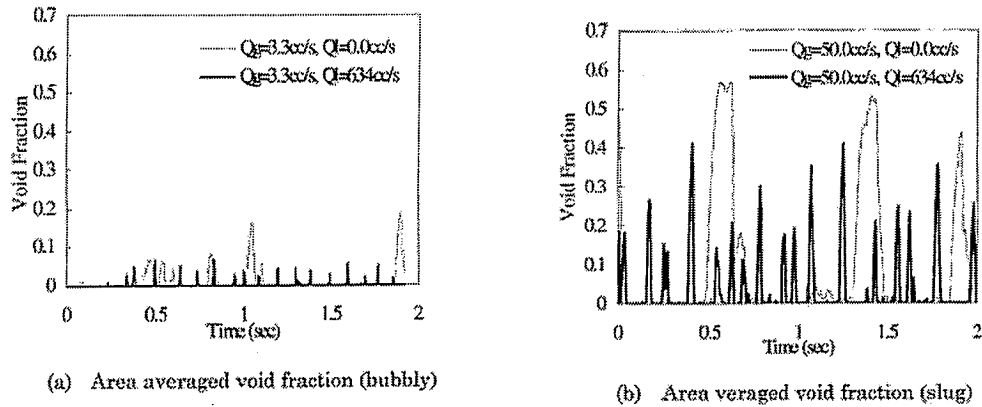 0.7
0.6
0.5
0.4
0.3
0.2
0.1
0
Void Fraction
Qg=3.3cc/s, Ql=0.0cc/s
Qg=3.3cc/s, Ql=634cc/s
0 0.5 1 1.5 2
Time (sec)
(a) Area averaged void fraction (bubbly)
0.7
0.6
0.5
0.4
0.3
0.2
0.1
0
Void Fraction
Qg=50.0cc/s, Ql=0.0cc/s
Qg=50.0cc/s, Ql=634cc/s
0 0.5 1 1.5 2
Time (sec)
(b) Area veraged void fraction (slug)